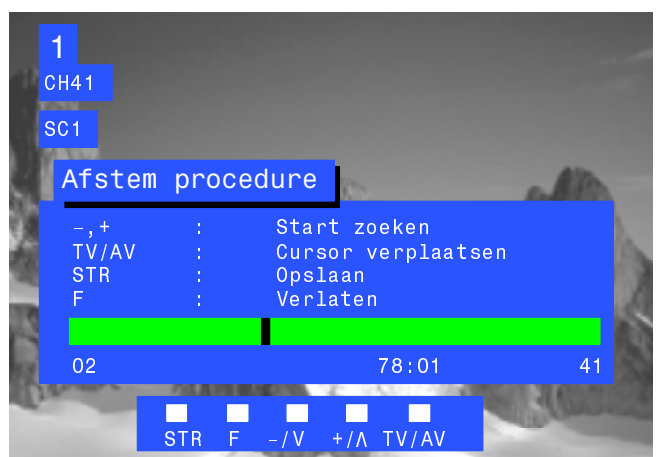 1
CH41
SC1
Afstem procedure
–,+ : Start zoeken
TV/AV : Cursor verplaatsen
STR : Opslaan
F : Verlaten
02 78:01 41
STR F –/V +/Λ TV/AV